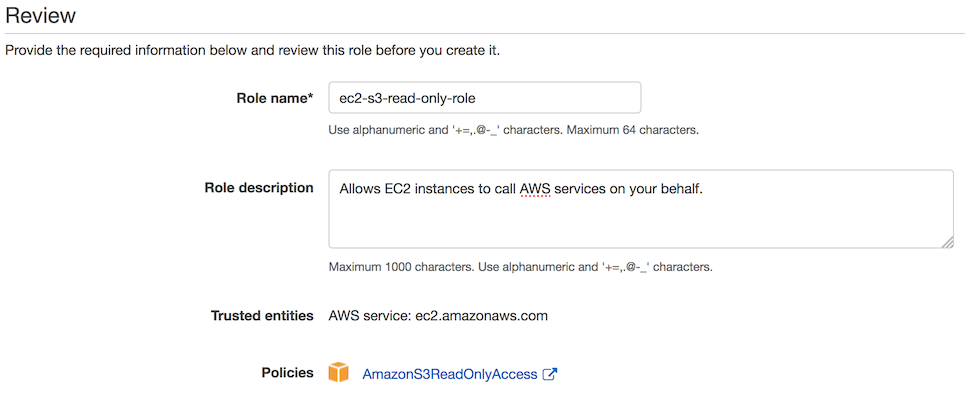 Review
Provide the required information below and review this role before you create it.
Role name* ec2-s3-read-only-role
Use alphanumeric and '+=,.@-_' characters. Maximum 64 characters.
Role description Allows EC2 instances to call AWS services on your behalf.
Maximum 1000 characters. Use alphanumeric and '+=,.@-_' characters.
Trusted entities AWS service: ec2.amazonaws.com
Policies AmazonS3ReadOnlyAccess